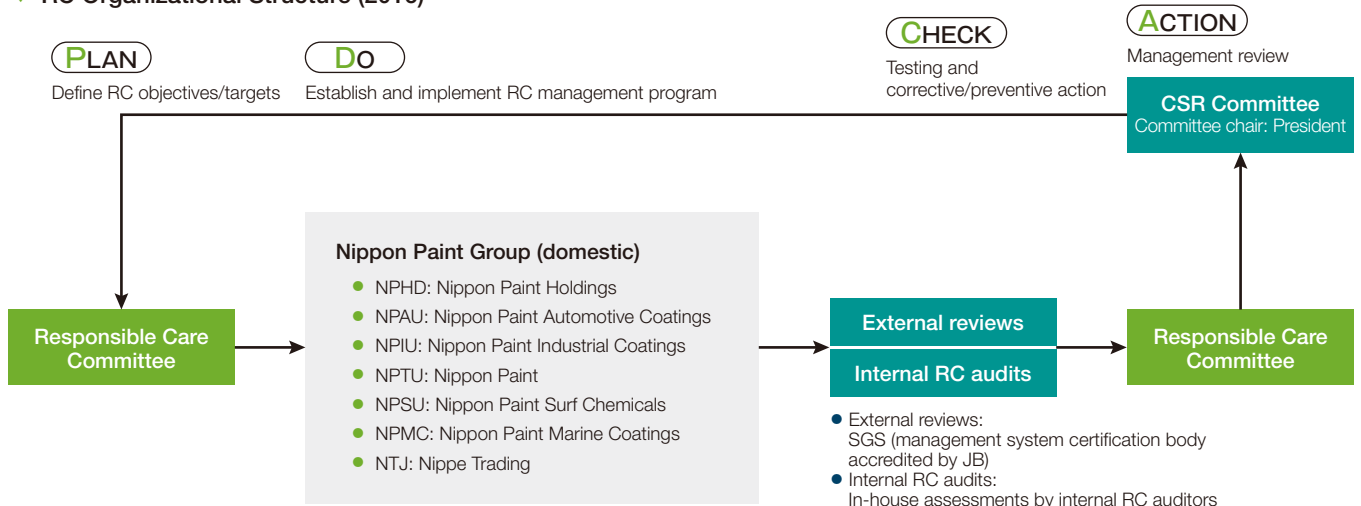 RC Organizational Structure (2016)
PLAN
Define RC objectives/targets
DO
Establish and implement RC management program
CHECK
Testing and
corrective/preventive action
ACTION
Management review
CSR Committee
Committee chair: President
Responsible Care
Committee
Nippon Paint Group (domestic)
● NPHD: Nippon Paint Holdings
● NPAU: Nippon Paint Automotive Coatings
● NPIU: Nippon Paint Industrial Coatings
● NPTU: Nippon Paint
● NPSU: Nippon Paint Surf Chemicals
● NPMC: Nippon Paint Marine Coatings
● NTJ: Nippe Trading
External reviews
Internal RC audits
● External reviews:
SGS (management system certification body
accredited by JB)
● Internal RC audits:
In-house assessments by internal RC auditors
Responsible Care
Committee